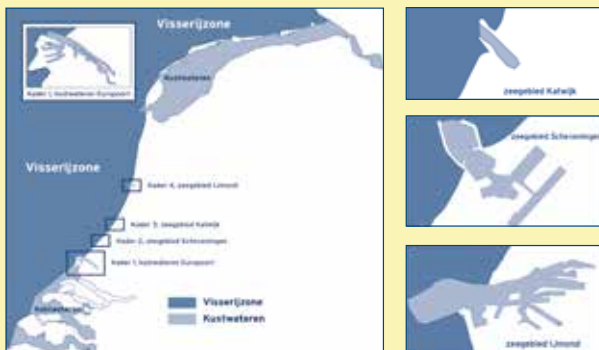 Visserijzone
Kustwateren
Kader 1, kustwateren Europoort
Visserijzone
Kader 4, zeegebied IJmond
Kader 3, zeegebied Katwijk
Kader 2, zeegebied Scheveningen
Kader 1, kustwateren Europoort
Kustwateren
Visserijzone
Kustwateren
zeegebied Katwijk
zeegebied Scheveningen
zeegebied IJmond